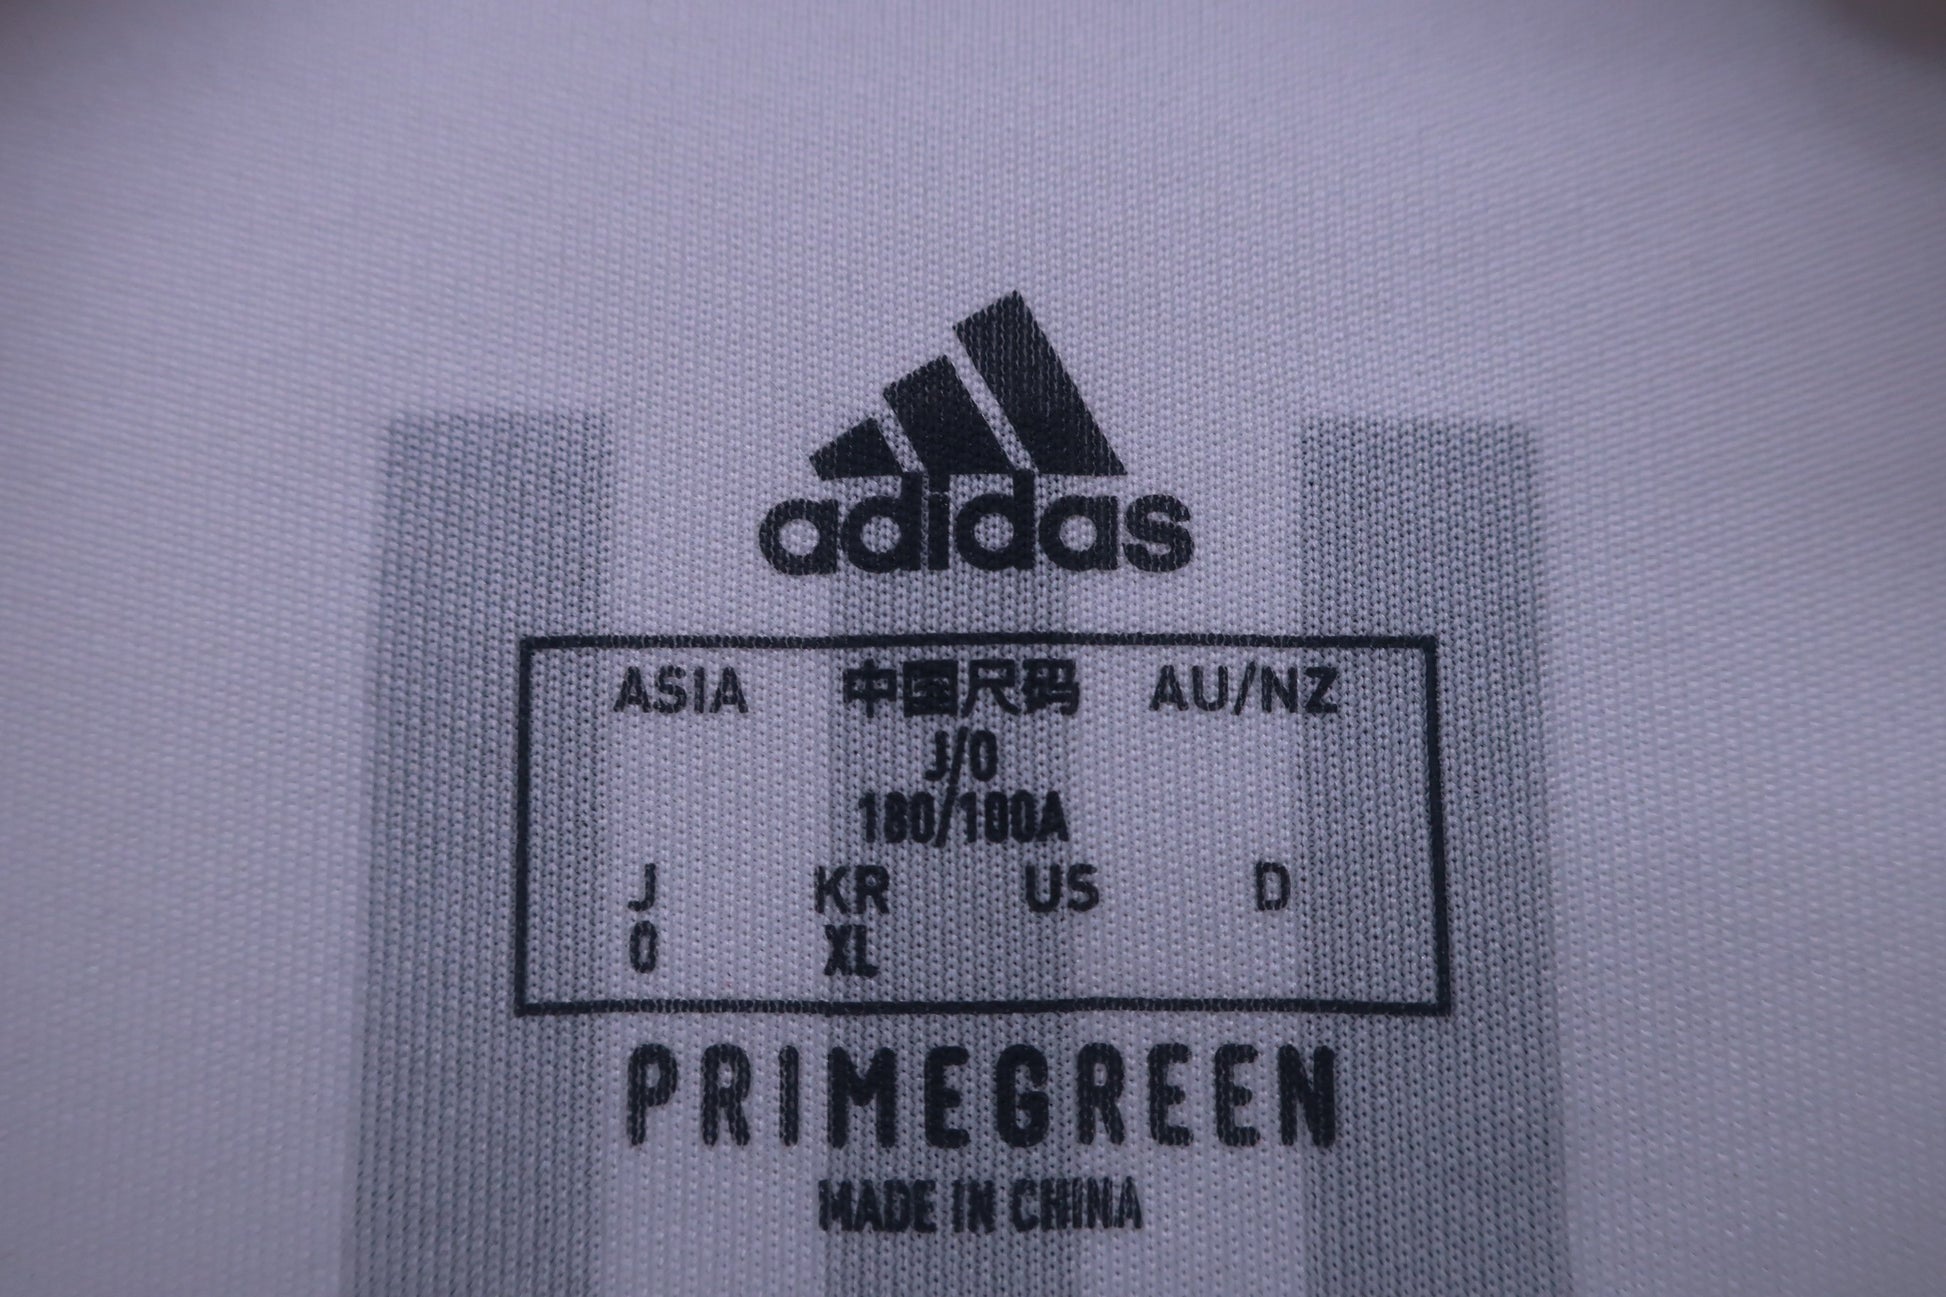 adidas
ASIA 中国尺码 AU/NZ
J/O
180/100A
J KR US D
O XL
PRIMEGREEN
MADE IN CHINA